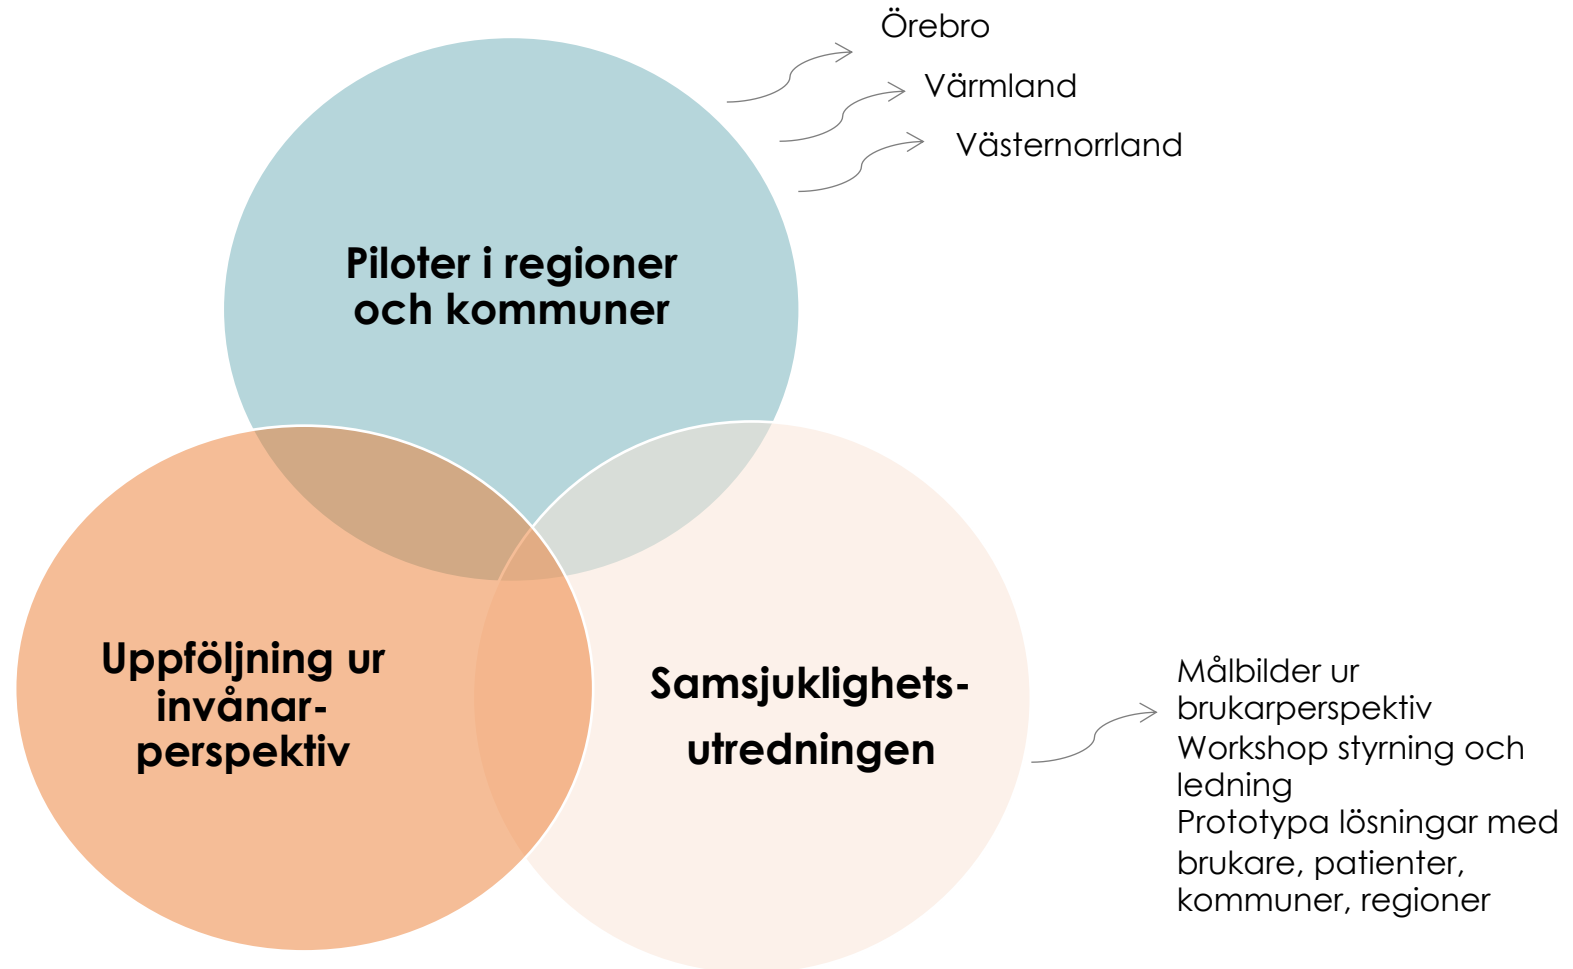 Örebro
Värmland
Västernorrland
Piloter i regioner
och kommuner
Uppföljning ur
invånar-
perspektiv
Samsjuklighets-
utredningen
Målbilder ur
brukarperspektiv
Workshop styrning och
ledning
Prototypa lösningar med
brukare, patienter,
kommuner, regioner